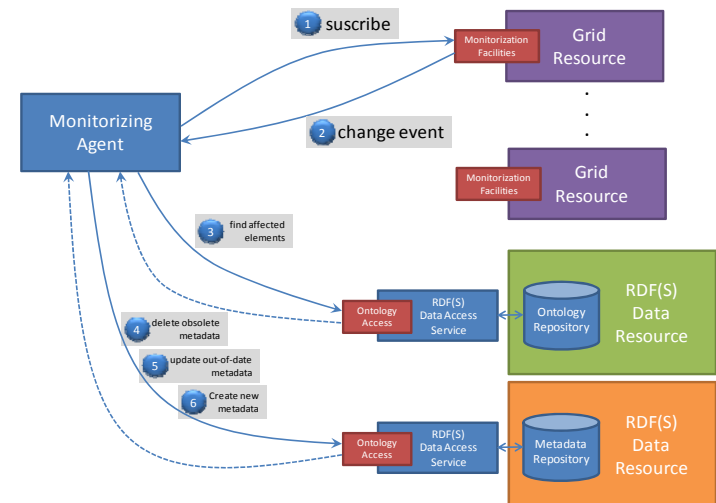 1 suscribe
Monitorization
Facilities
Grid
Resource
Monitorizing
Agent
2 change event
.
.
.
Monitorization
Facilities
Grid
Resource
3 find affected
elements
Ontology
Access
RDF(S)
Data Access
Service
Ontology
Repository
RDF(S)
Data
Resource
4 delete obsolete
metadata
5 update out-of-date
metadata
6 Create new
metadata
Ontology
Access
RDF(S)
Data Access
Service
Metadata
Repository
RDF(S)
Data
Resource